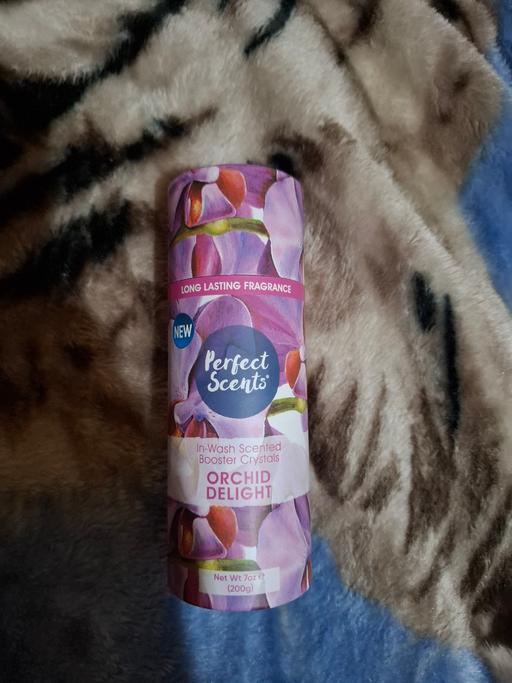 LONG LASTING FRAGRANCE
NEW
Perfect
Scents®
In-Wash Scented
Booster Crystals
ORCHID
DELIGHT
Net Wt 7oz ℮
(200g)